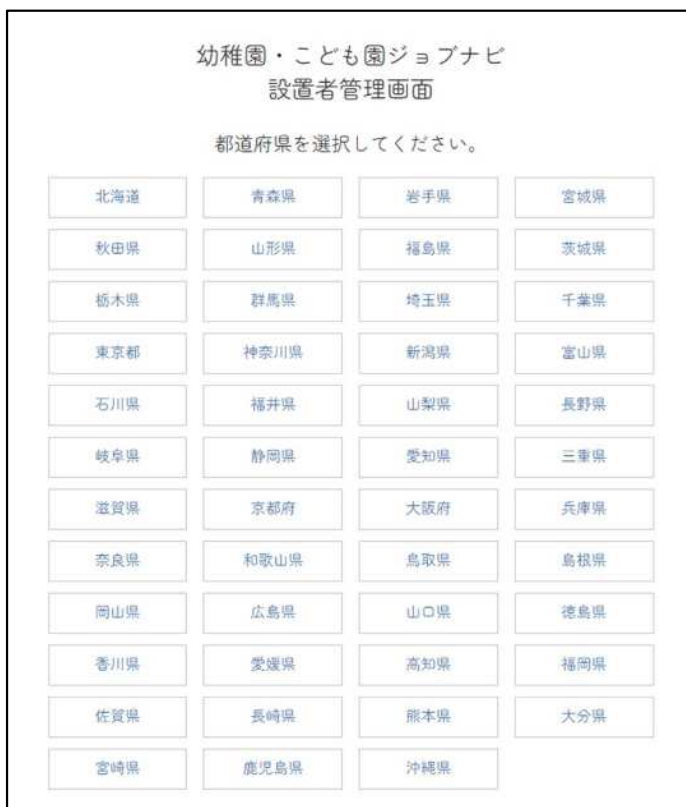 幼稚園・こども園ジョブナビ
設置者管理画面
都道府県を選択してください。
北海道 青森県 岩手県 宮城県
秋田県 山形県 福島県 茨城県
栃木県 群馬県 埼玉県 千葉県
東京都 神奈川県 新潟県 富山県
石川県 福井県 山梨県 長野県
岐阜県 静岡県 愛知県 三重県
滋賀県 京都府 大阪府 兵庫県
奈良県 和歌山県 鳥取県 島根県
岡山県 広島県 山口県 徳島県
香川県 愛媛県 高知県 福岡県
佐賀県 長崎県 熊本県 大分県
宮崎県 鹿児島県 沖縄県